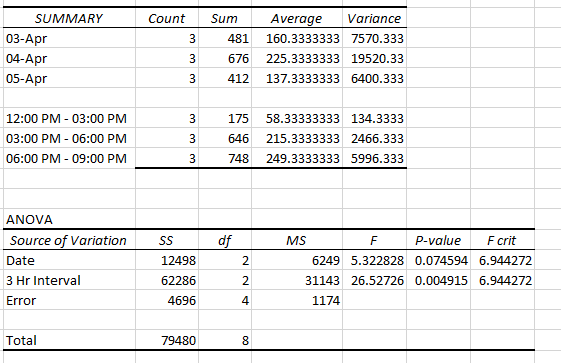 SUMMARY Count Sum Average Variance
03-Apr 3 481 160.3333333 7570.333
04-Apr 3 676 225.3333333 19520.33
05-Apr 3 412 137.3333333 6400.333
12:00 PM - 03:00 PM 3 175 58.33333333 134.3333
03:00 PM - 06:00 PM 3 646 215.3333333 2466.333
06:00 PM - 09:00 PM 3 748 249.3333333 5996.333
ANOVA
Source of Variation SS df MS F P-value F crit
Date 12498 2 6249 5.322828 0.074594 6.944272
3 Hr Interval 62286 2 31143 26.52726 0.004915 6.944272
Error 4696 4 1174
Total 79480 8